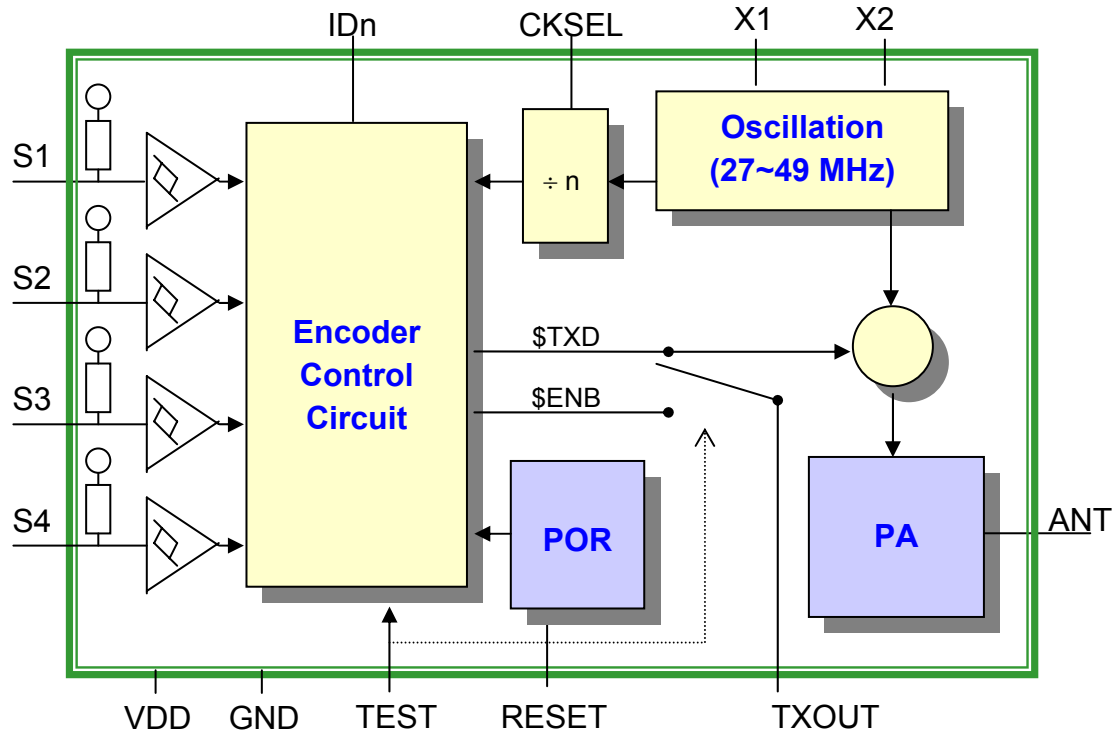 IDn
CKSEL
X1
X2
S1
S2
S3
S4
Oscillation
(27~49 MHz)
÷ n
Encoder
Control
Circuit
$TXD
$ENB
POR
PA
ANT
VDD
GND
TEST
RESET
TXOUT